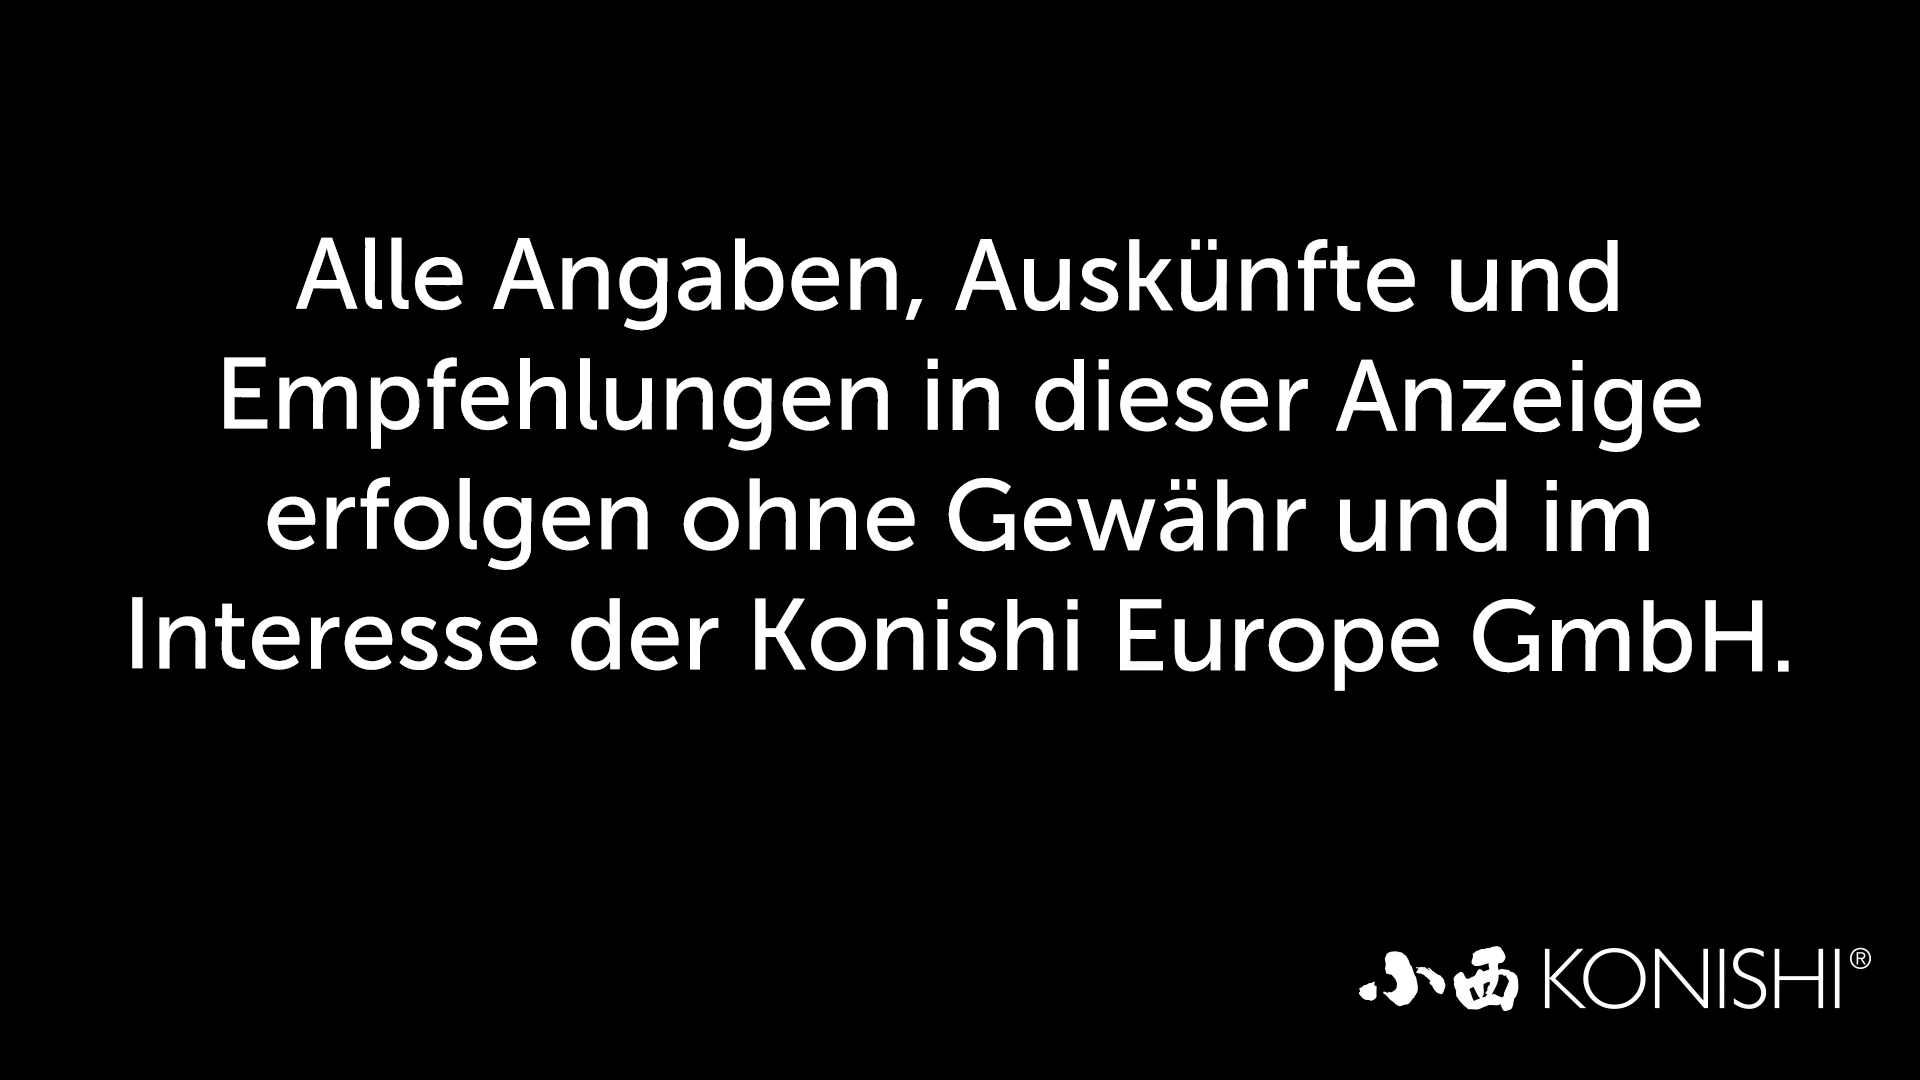 Alle Angaben, Auskünfte und
Empfehlungen in dieser Anzeige
erfolgen ohne Gewähr und im
Interesse der Konishi Europe GmbH.
小西 KONISHI®